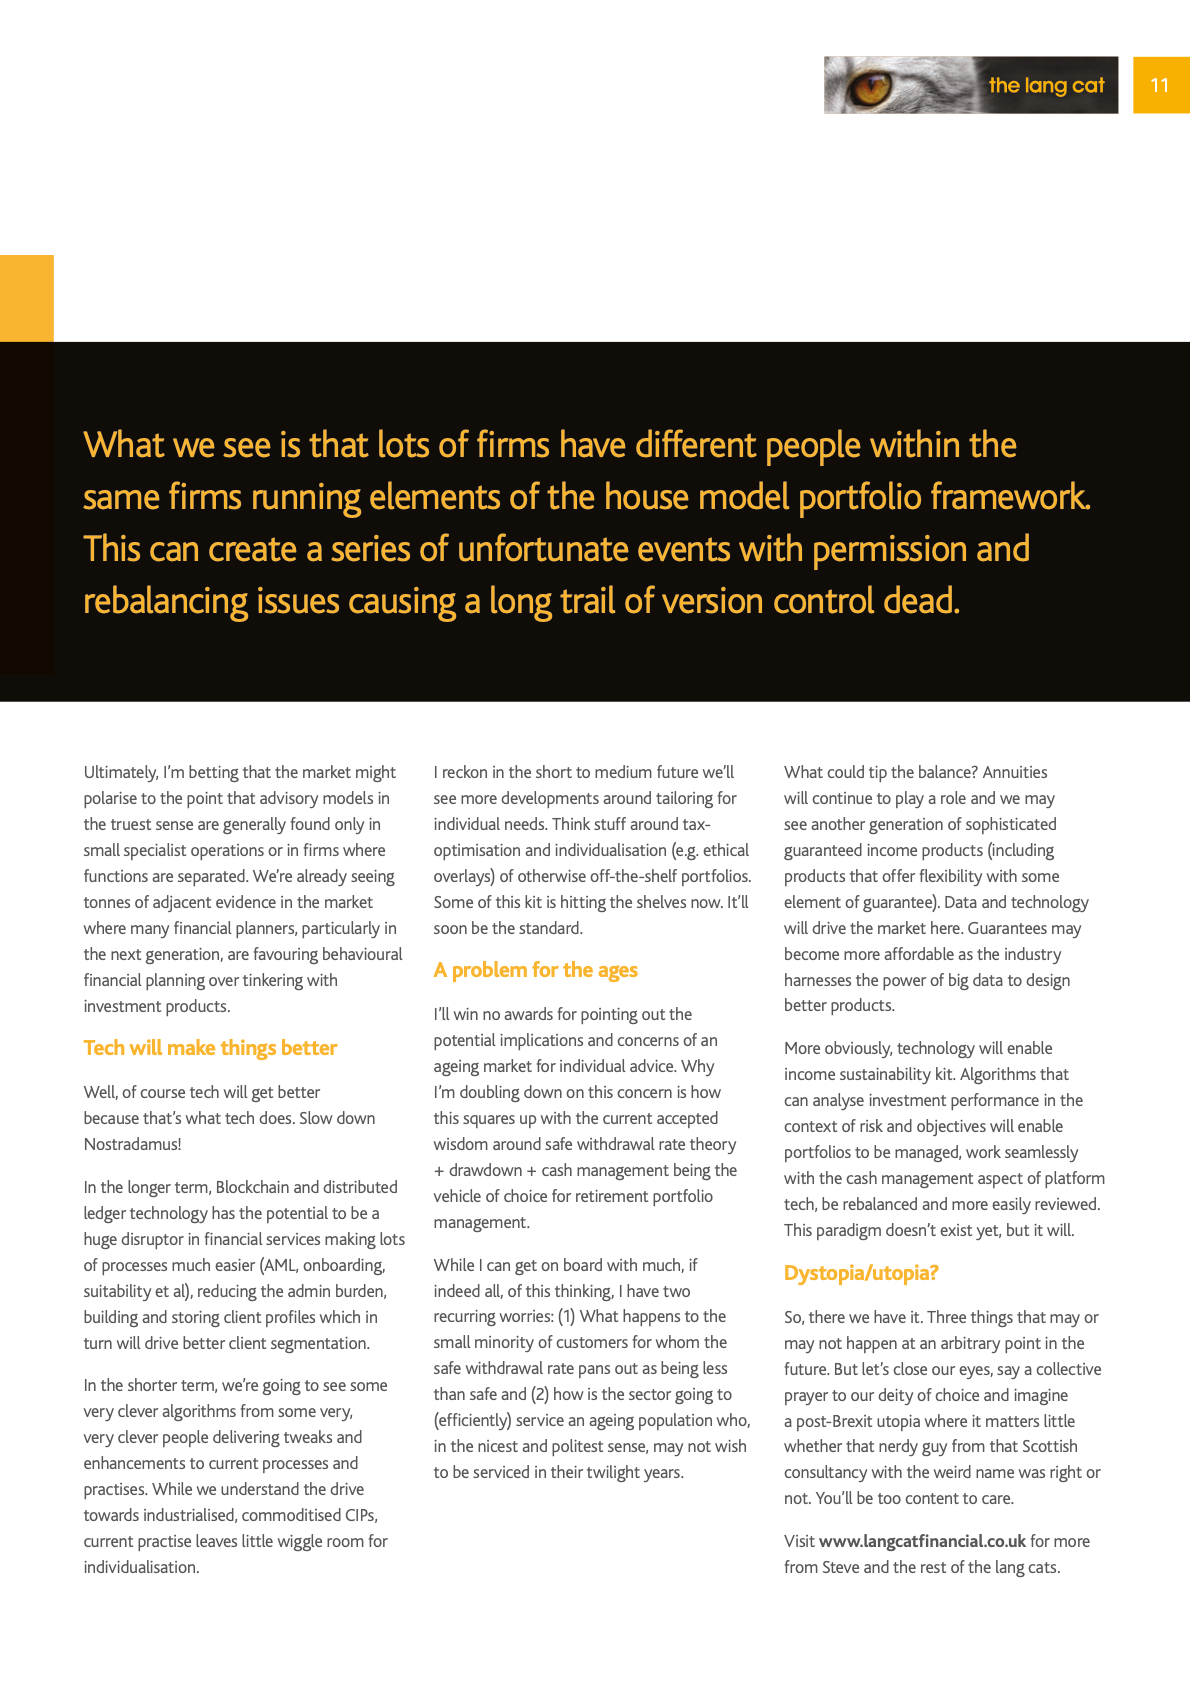 the lang cat
11
What we see is that lots of firms have different people within the
same firms running elements of the house model portfolio framework.
This can create a series of unfortunate events with permission and
rebalancing issues causing a long trail of version control dead.
Ultimately, I’m betting that the market might
polarise to the point that advisory models in
the truest sense are generally found only in
small specialist operations or in firms where
functions are separated. We’re already seeing
tonnes of adjacent evidence in the market
where many financial planners, particularly in
the next generation, are favouring behavioural
financial planning over tinkering with
investment products.
Tech will make things better
Well, of course tech will get better
because that’s what tech does. Slow down
Nostradamus!
In the longer term, Blockchain and distributed
ledger technology has the potential to be a
huge disruptor in financial services making lots
of processes much easier (AML, onboarding,
suitability et al), reducing the admin burden,
building and storing client profiles which in
turn will drive better client segmentation.
In the shorter term, we’re going to see some
very clever algorithms from some very,
very clever people delivering tweaks and
enhancements to current processes and
practises. While we understand the drive
towards industrialised, commoditised CIPs,
current practise leaves little wiggle room for
individualisation.
I reckon in the short to medium future we’ll
see more developments around tailoring for
individual needs. Think stuff around tax-
optimisation and individualisation (e.g. ethical
overlays) of otherwise off-the-shelf portfolios.
Some of this kit is hitting the shelves now. It’ll
soon be the standard.
A problem for the ages
I’ll win no awards for pointing out the
potential implications and concerns of an
ageing market for individual advice. Why
I’m doubling down on this concern is how
this squares up with the current accepted
wisdom around safe withdrawal rate theory
+ drawdown + cash management being the
vehicle of choice for retirement portfolio
management.
While I can get on board with much, if
indeed all, of this thinking, I have two
recurring worries: (1) What happens to the
small minority of customers for whom the
safe withdrawal rate pans out as being less
than safe and (2) how is the sector going to
(efficiently) service an ageing population who,
in the nicest and politest sense, may not wish
to be serviced in their twilight years.
What could tip the balance? Annuities
will continue to play a role and we may
see another generation of sophisticated
guaranteed income products (including
products that offer flexibility with some
element of guarantee). Data and technology
will drive the market here. Guarantees may
become more affordable as the industry
harnesses the power of big data to design
better products.
More obviously, technology will enable
income sustainability kit. Algorithms that
can analyse investment performance in the
context of risk and objectives will enable
portfolios to be managed, work seamlessly
with the cash management aspect of platform
tech, be rebalanced and more easily reviewed.
This paradigm doesn’t exist yet, but it will.
Dystopia/utopia?
So, there we have it. Three things that may or
may not happen at an arbitrary point in the
future. But let’s close our eyes, say a collective
prayer to our deity of choice and imagine
a post-Brexit utopia where it matters little
whether that nerdy guy from that Scottish
consultancy with the weird name was right or
not. You’ll be too content to care.
Visit www.langcatfinancial.co.uk for more
from Steve and the rest of the lang cats.